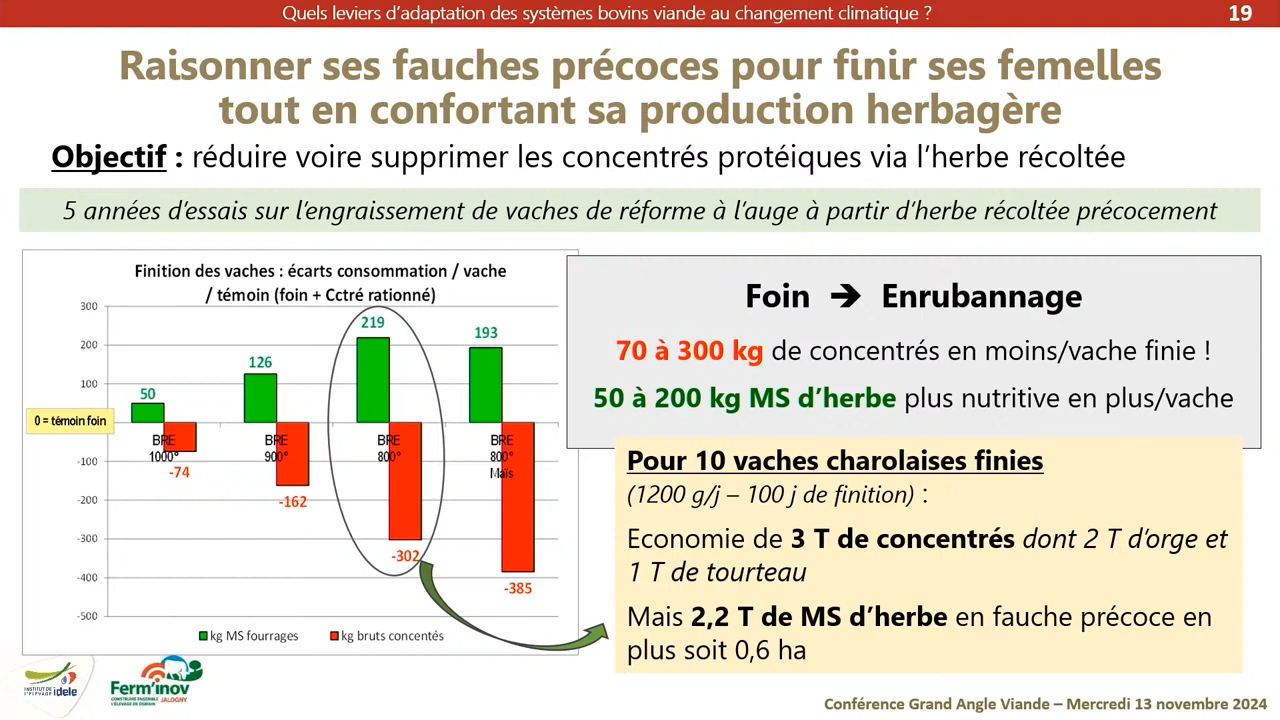 Quels leviers d’adaptation des systèmes bovins viande au changement climatique ?
19
Raisonner ses fauches précoces pour finir ses femelles
tout en confortant sa production herbagère
Objectif : réduire voire supprimer les concentrés protéiques via l’herbe récoltée
5 années d’essais sur l’engraissement de vaches de réforme à l’auge à partir d’herbe récoltée précocement
Finition des vaches : écarts consommation / vache
/ témoin (foin + Cctré rationné)
300
200
100
-100
-200
-300
-400
-500
0 = témoin foin
50
126
219
193
BRE
1000°
BRE
900°
BRE
800°
BRE
800°
Maïs
-74
-162
-302
-385
kg MS fourrages
kg bruts concentés
Foin ➔ Enrubannage
70 à 300 kg de concentrés en moins/vache finie !
50 à 200 kg MS d’herbe plus nutritive en plus/vache
Pour 10 vaches charolaises finies
(1200 g/j – 100 j de finition) :
Economie de 3 T de concentrés dont 2 T d’orge et
1 T de tourteau
Mais 2,2 T de MS d’herbe en fauche précoce en
plus soit 0,6 ha
INSTITUT DE
L'ÉLEVAGE idele
Ferm'inov
JALOGNY
Conférence Grand Angle Viande – Mercredi 13 novembre 2024